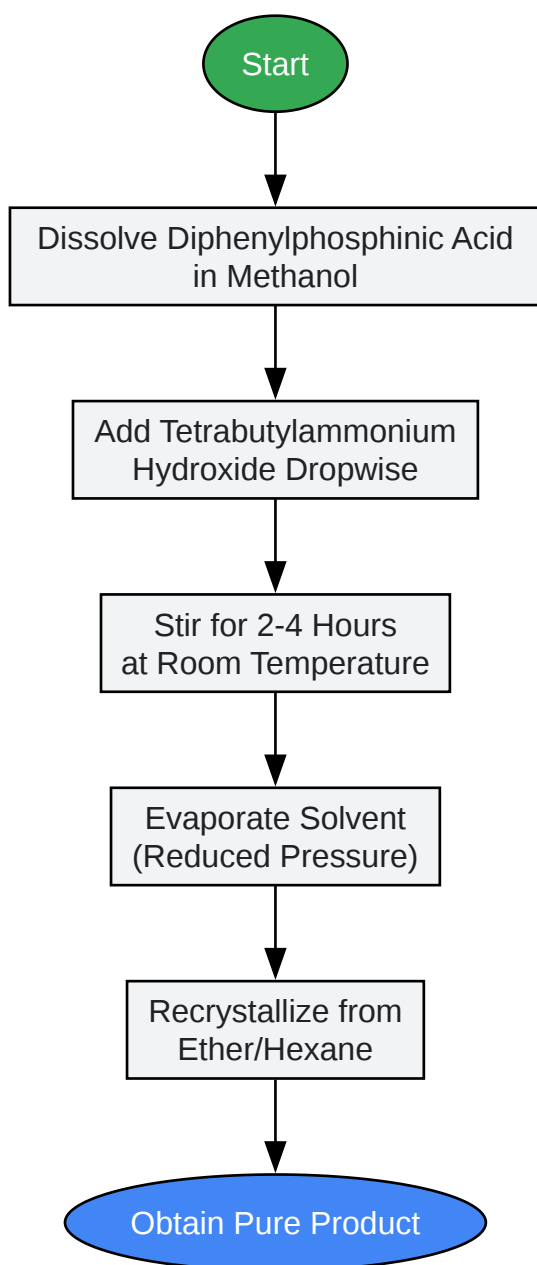 Start
Dissolve Diphenylphosphinic Acid
in Methanol
Add Tetrabutylammonium
Hydroxide Dropwise
Stir for 2-4 Hours
at Room Temperature
Evaporate Solvent
(Reduced Pressure)
Recrystallize from
Ether/Hexane
Obtain Pure Product